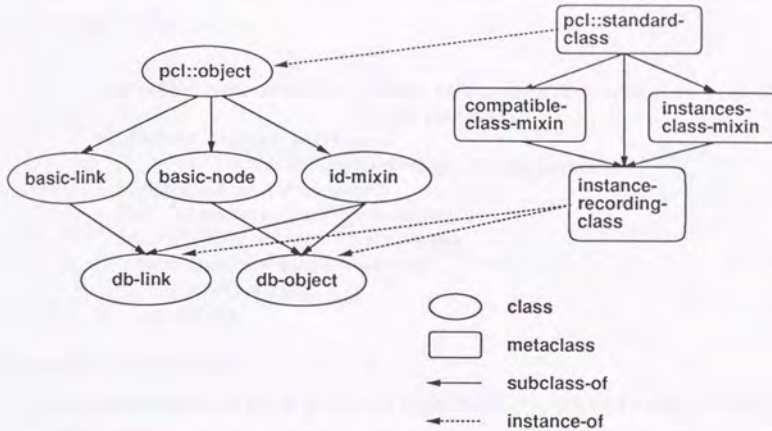 pcl::standard-
class
pcl::object
compatible-
class-mixin
instances-
class-mixin
basic-link
basic-node
id-mixin
instance-
recording-
class
db-link
db-object
class
metaclass
subclass-of
instance-of